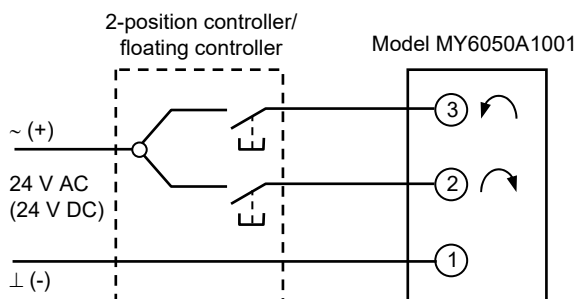 2-position controller/
floating controller
Model MY6050A1001
3
~ (+)
24 V AC
(24 V DC)
2
1
⊥ (-)